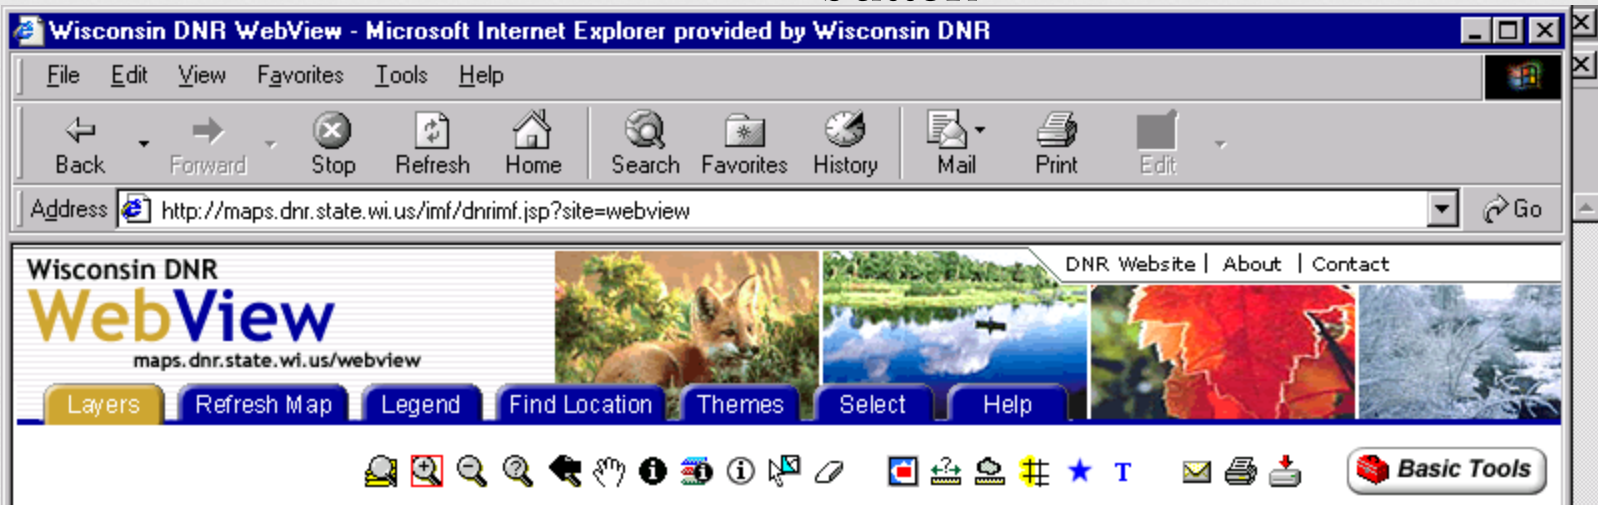 Wisconsin DNR WebView - Microsoft Internet Explorer provided by Wisconsin DNR
File Edit View Favorites Tools Help
Back Forward Stop Refresh Home Search Favorites History Mail Print Edit
Address http://maps.dnr.state.wi.us/imf/dnrimf.jsp?site=webview Go
Wisconsin DNR
DNR Website | About | Contact
WebView
maps.dnr.state.wi.us/webview
Layers Refresh Map Legend Find Location Themes Select Help
T Basic Tools